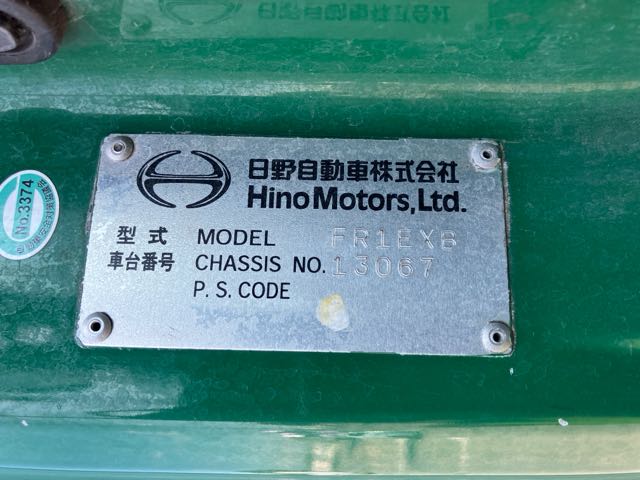 日野自動車株式会社
Hino Motors, Ltd.
型式 MODEL FR1EXB
車台番号 CHASSIS NO. 13067
P. S. CODE
No.3374